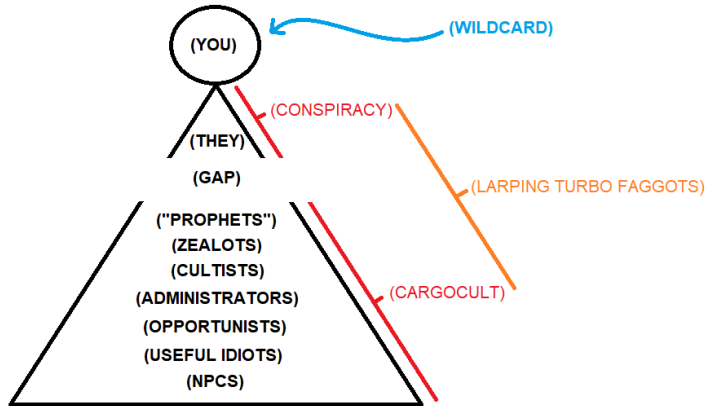 (YOU)
(WILDCARD)
(CONSPIRACY)
(THEY)
(GAP)
(LARPING TURBO FAGGOTS)
("PROPHETS")
(ZEALOTS)
(CULTISTS)
(CARGOCULT)
(ADMINISTRATORS)
(OPPORTUNISTS)
(USEFUL IDIOTS)
(NPCS)